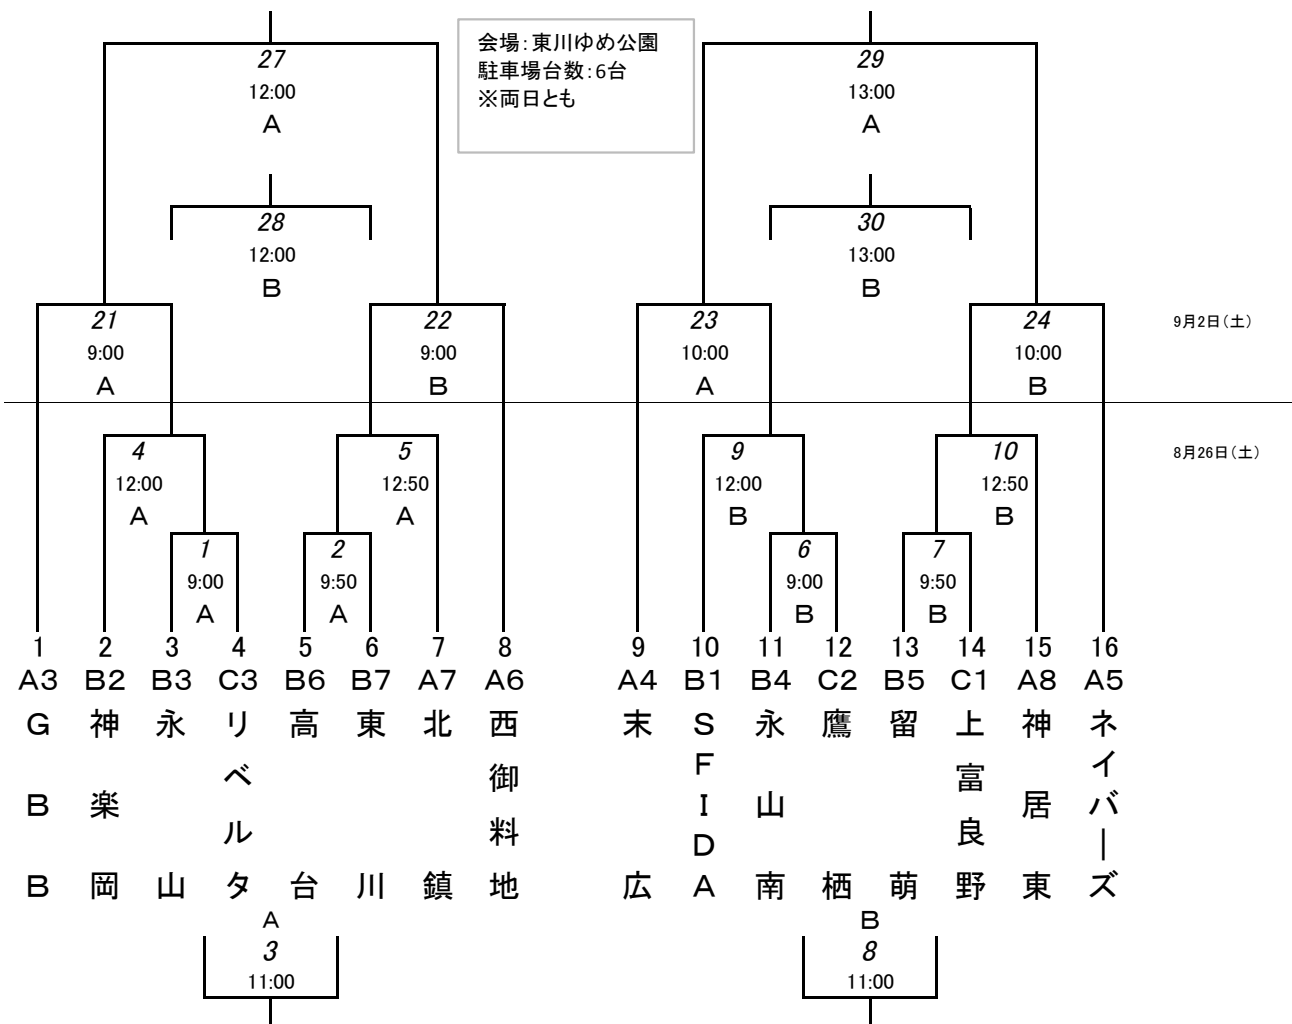 会場：東川ゆめ公園
駐車場台数：6台
※両日とも
27
12:00
A
29
13:00
A
28
12:00
B
30
13:00
B
21
9:00
A
22
9:00
B
23
10:00
A
24
10:00
B
9月2日（土）
4
12:00
A
5
12:50
A
9
12:00
B
10
12:50
B
8月26日（土）
1
9:00
A
2
9:50
A
6
9:00
B
7
9:50
B
1 2 3 4 5 6 7 8 9 10 11 12 13 14 15 16
A3 B2 B3 C3 B6 B7 A7 A6 A4 B1 B4 C2 B5 C1 A8 A5
GBB
神楽岡
永山
リベルタ
高台
東川
北鎮
西御料地
末広
SFIDA
永山南
鷹栖
留萌
上富良野
神居東
ネイバーズ
A
3
11:00
B
8
11:00